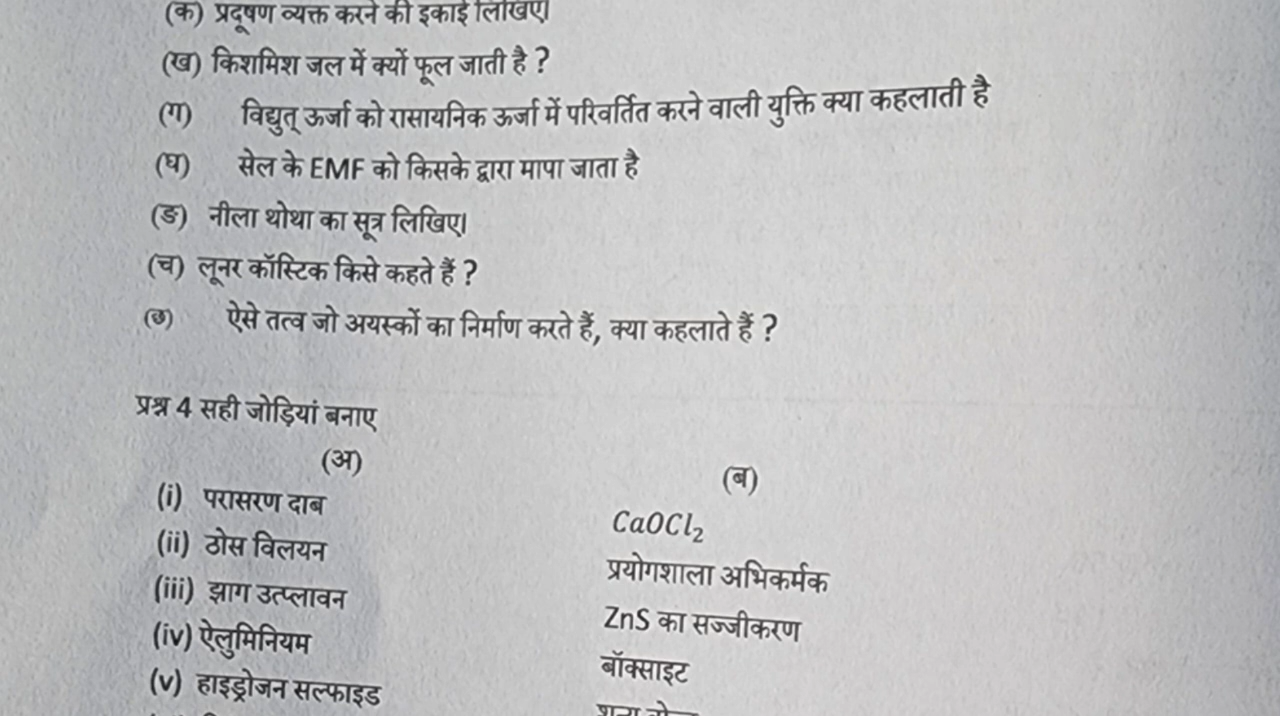 (क) प्रदूषण व्यक्त करने की इकाई लिखिए।
(ख) किशमिश जल में क्यों फूल जाती है ?
(ग) विद्युत् ऊर्जा को रासायनिक ऊर्जा में परिवर्तित करने वाली युक्ति क्या कहलाती है
(घ) सेल के EMF को किसके द्वारा मापा जाता है
(ङ) नीला थोथा का सूत्र लिखिए।
(च) लूनर कॉस्टिक किसे कहते हैं ?
(छ) ऐसे तत्व जो अयस्कों का निर्माण करते हैं, क्या कहलाते हैं ?
प्रश्न 4 सही जोड़ियां बनाए
(अ) (ब)
(i) परासरण दाब CaOCl₂
(ii) ठोस विलयन प्रयोगशाला अभिकर्मक
(iii) झाग उत्प्लावन ZnS का सज्जीकरण
(iv) ऐलुमिनियम बॉक्साइट
(v) हाइड्रोजन सल्फाइड